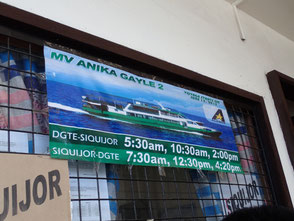 MV ANIKA GAYLE 2
DGTE-SIQUIJOR 5:30am, 10:30am, 2:00pm
SIQUIJOR-DGTE 7:30am, 12:30pm, 4:20pm
QUIJOR